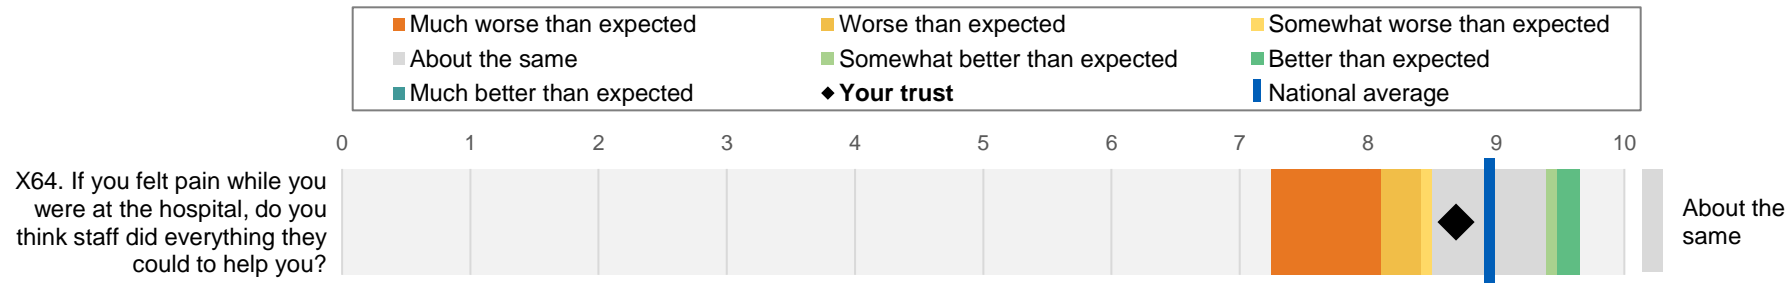 Much worse than expected
Worse than expected
Somewhat worse than expected
About the same
Somewhat better than expected
Better than expected
Much better than expected
Your trust
National average
0 1 2 3 4 5 6 7 8 9 10
X64. If you felt pain while you
were at the hospital, do you
think staff did everything they
could to help you?
About the
same